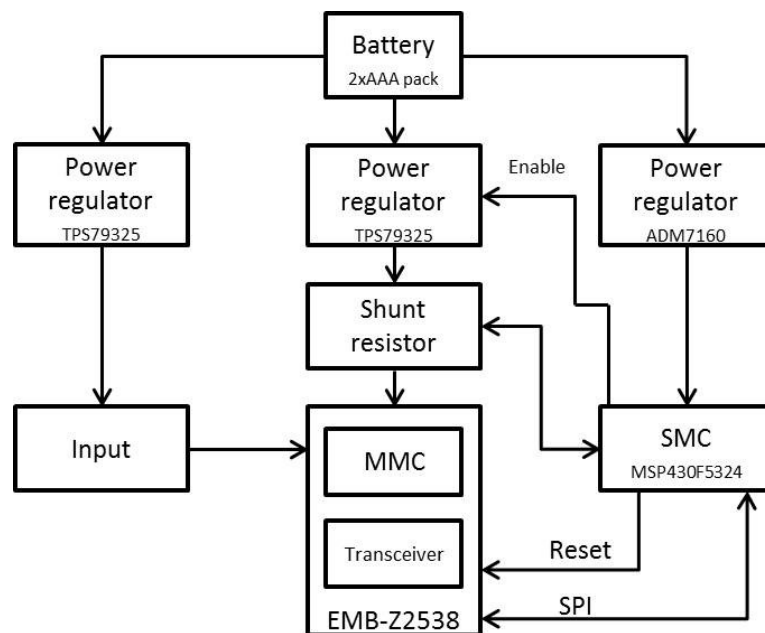 Battery
2xAAA pack
Power
regulator
TPS79325
Power
regulator
TPS79325
Enable
Power
regulator
ADM7160
Shunt
resistor
Input
MMC
Transceiver
EMB-Z2538
SMC
MSP430F5324
Reset
SPI